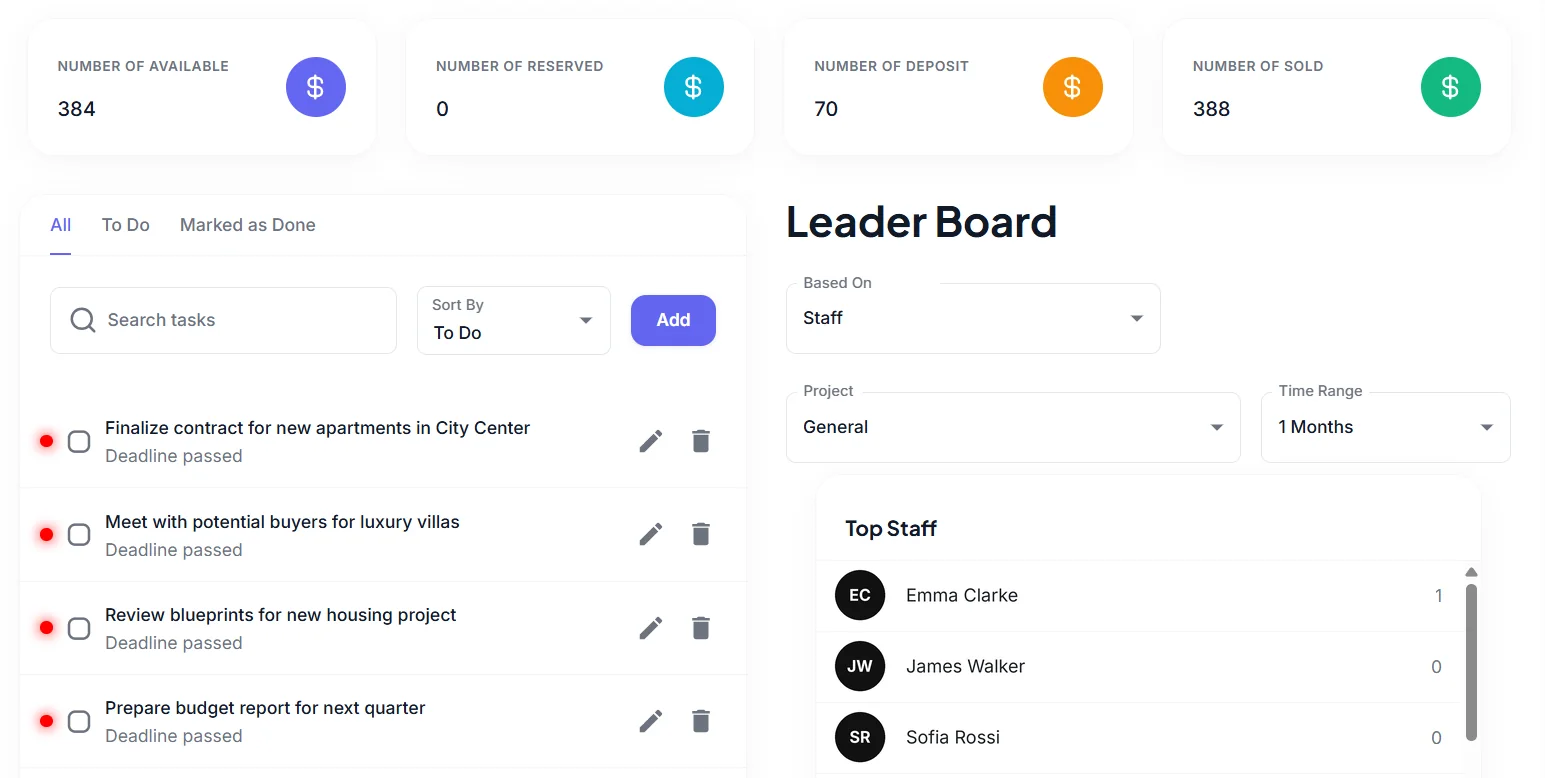 NUMBER OF AVAILABLE
384
$
NUMBER OF RESERVED
0
$
NUMBER OF DEPOSIT
70
$
NUMBER OF SOLD
388
$
All To Do Marked as Done
Search tasks
Sort By
To Do
Add
Finalize contract for new apartments in City Center
Deadline passed
Meet with potential buyers for luxury villas
Deadline passed
Review blueprints for new housing project
Deadline passed
Prepare budget report for next quarter
Deadline passed
Leader Board
Based On
Staff
Project
General
Time Range
1 Months
Top Staff
EC Emma Clarke 1
JW James Walker 0
SR Sofia Rossi 0